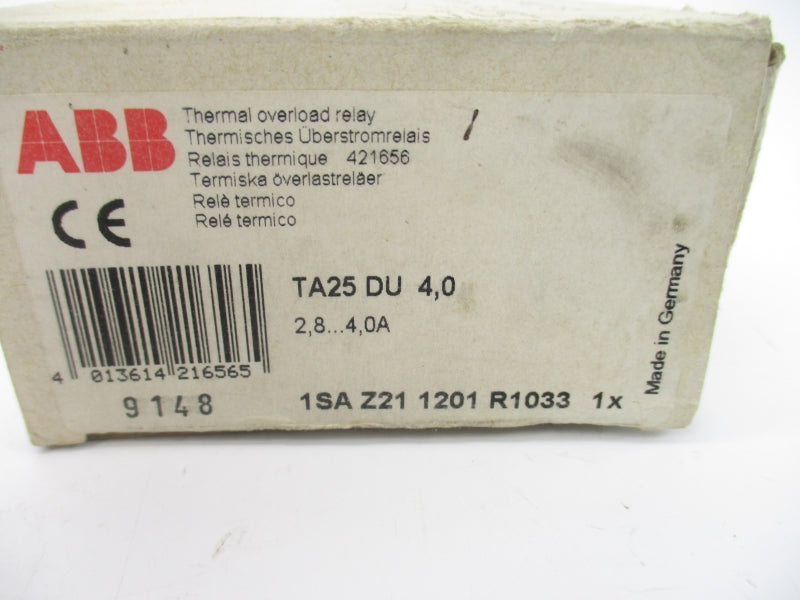 ABB
Thermal overload relay
Thermisches Überstromrelais
Relais thermique 421656
Termiska överlastreläer
Relè termico
Relé termico
CE
TA25 DU 4,0
2,8...4,0A
4 013614 216565
9148
1SA Z21 1201 R1033 1x
Made in Germany